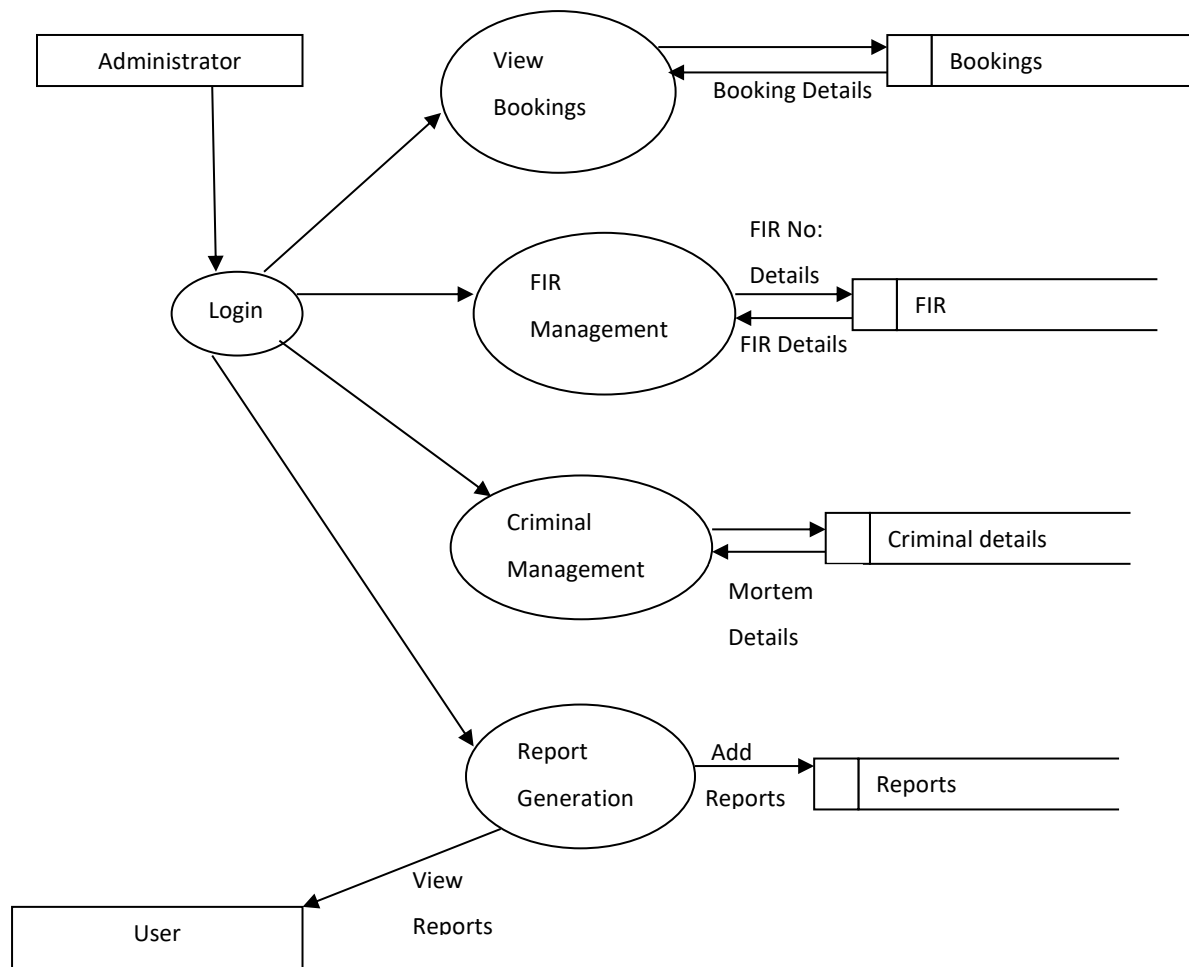 Administrator
View
Bookings
Bookings
Booking Details
FIR No:
Details
Login
FIR
Management
FIR
FIR Details
Criminal
Management
Criminal details
Mortem
Details
Report
Generation
Add
Reports
Reports
View
Reports
User